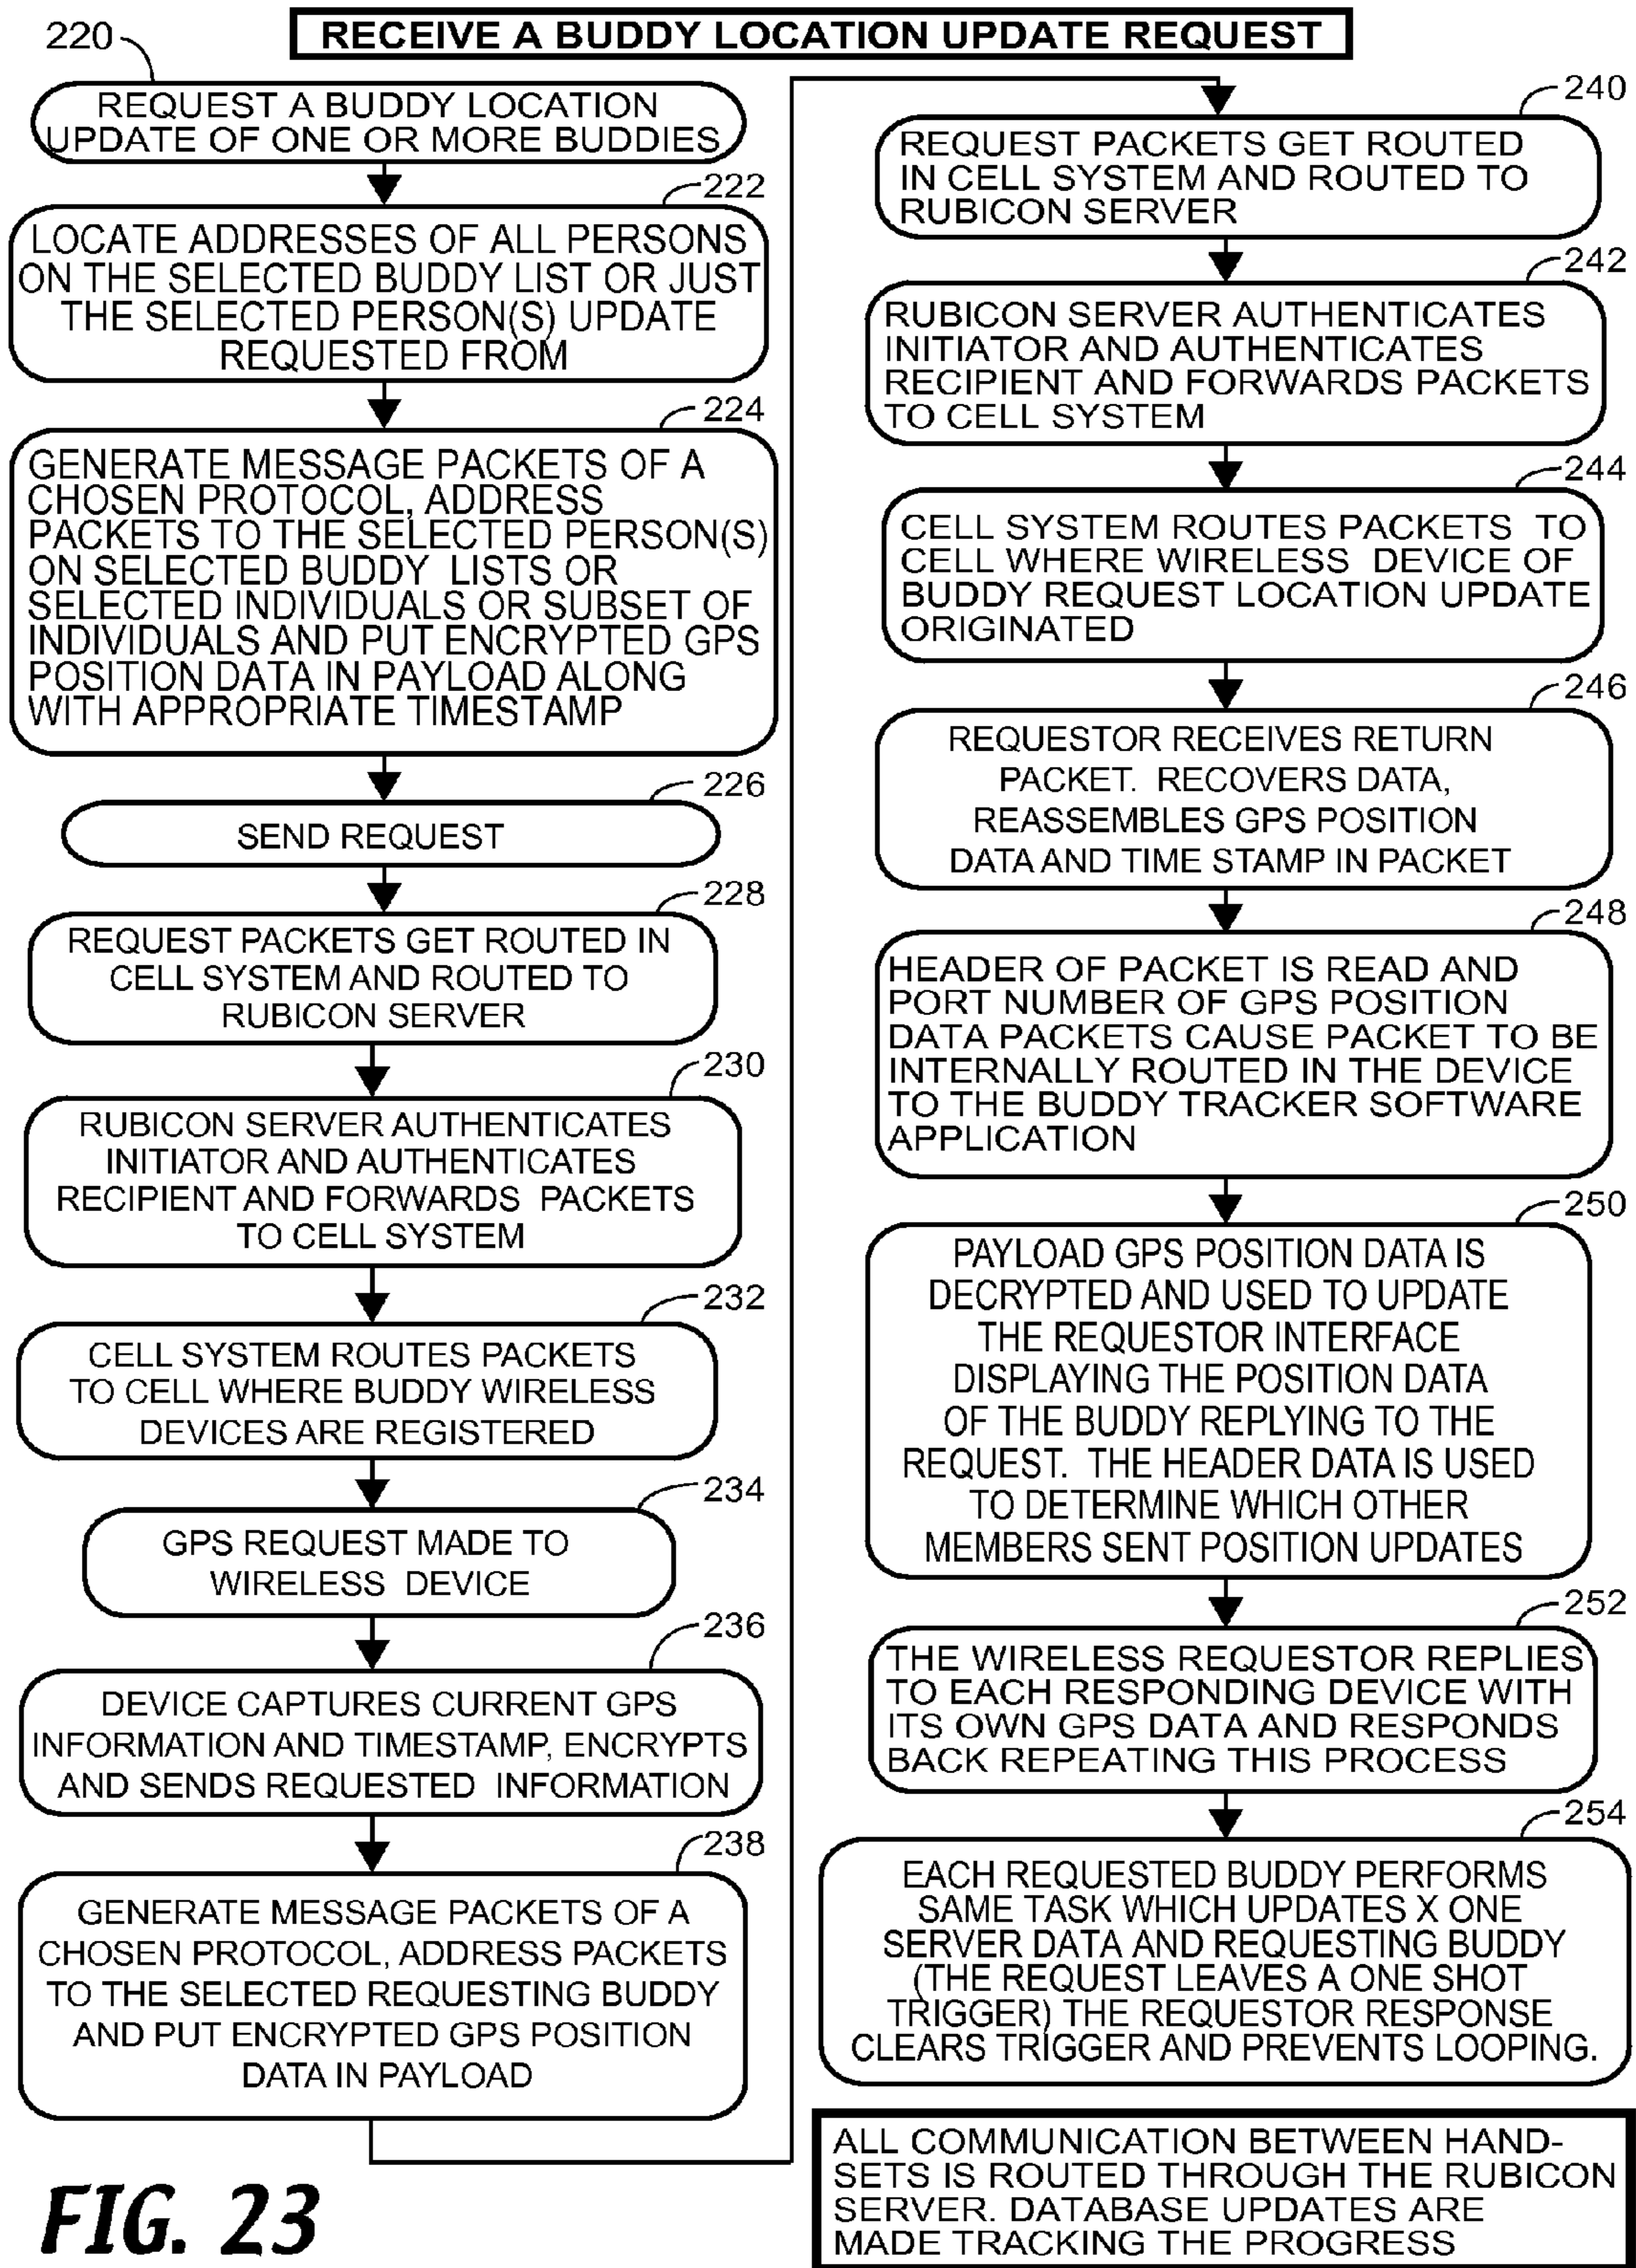 RECEIVE A BUDDY LOCATION UPDATE REQUEST
220
REQUEST A BUDDY LOCATION
UPDATE OF ONE OR MORE BUDDIES
222
LOCATE ADDRESSES OF ALL PERSONS
ON THE SELECTED BUDDY LIST OR JUST
THE SELECTED PERSON(S) UPDATE
REQUESTED FROM
224
GENERATE MESSAGE PACKETS OF A
CHOSEN PROTOCOL, ADDRESS
PACKETS TO THE SELECTED PERSON(S)
ON SELECTED BUDDY LISTS OR
SELECTED INDIVIDUALS OR SUBSET OF
INDIVIDUALS AND PUT ENCRYPTED GPS
POSITION DATA IN PAYLOAD ALONG
WITH APPROPRIATE TIMESTAMP
226
SEND REQUEST
228
REQUEST PACKETS GET ROUTED IN
CELL SYSTEM AND ROUTED TO
RUBICON SERVER
230
RUBICON SERVER AUTHENTICATES
INITIATOR AND AUTHENTICATES
RECIPIENT AND FORWARDS PACKETS
TO CELL SYSTEM
232
CELL SYSTEM ROUTES PACKETS
TO CELL WHERE BUDDY WIRELESS
DEVICES ARE REGISTERED
234
GPS REQUEST MADE TO
WIRELESS DEVICE
236
DEVICE CAPTURES CURRENT GPS
INFORMATION AND TIMESTAMP, ENCRYPTS
AND SENDS REQUESTED INFORMATION
238
GENERATE MESSAGE PACKETS OF A
CHOSEN PROTOCOL, ADDRESS PACKETS
TO THE SELECTED REQUESTING BUDDY
AND PUT ENCRYPTED GPS POSITION
DATA IN PAYLOAD
240
REQUEST PACKETS GET ROUTED
IN CELL SYSTEM AND ROUTED TO
RUBICON SERVER
242
RUBICON SERVER AUTHENTICATES
INITIATOR AND AUTHENTICATES
RECIPIENT AND FORWARDS PACKETS
TO CELL SYSTEM
244
CELL SYSTEM ROUTES PACKETS TO
CELL WHERE WIRELESS DEVICE OF
BUDDY REQUEST LOCATION UPDATE
ORIGINATED
246
REQUESTOR RECEIVES RETURN
PACKET. RECOVERS DATA,
REASSEMBLES GPS POSITION
DATA AND TIME STAMP IN PACKET
248
HEADER OF PACKET IS READ AND
PORT NUMBER OF GPS POSITION
DATA PACKETS CAUSE PACKET TO BE
INTERNALLY ROUTED IN THE DEVICE
TO THE BUDDY TRACKER SOFTWARE
APPLICATION
250
PAYLOAD GPS POSITION DATA IS
DECRYPTED AND USED TO UPDATE
THE REQUESTOR INTERFACE
DISPLAYING THE POSITION DATA
OF THE BUDDY REPLYING TO THE
REQUEST. THE HEADER DATA IS USED
TO DETERMINE WHICH OTHER
MEMBERS SENT POSITION UPDATES
252
THE WIRELESS REQUESTOR REPLIES
TO EACH RESPONDING DEVICE WITH
ITS OWN GPS DATA AND RESPONDS
BACK REPEATING THIS PROCESS
254
EACH REQUESTED BUDDY PERFORMS
SAME TASK WHICH UPDATES X ONE
SERVER DATA AND REQUESTING BUDDY
(THE REQUEST LEAVES A ONE SHOT
TRIGGER) THE REQUESTOR RESPONSE
CLEARS TRIGGER AND PREVENTS LOOPING.
ALL COMMUNICATION BETWEEN HAND-
SETS IS ROUTED THROUGH THE RUBICON
SERVER. DATABASE UPDATES ARE
MADE TRACKING THE PROGRESS
FIG. 23